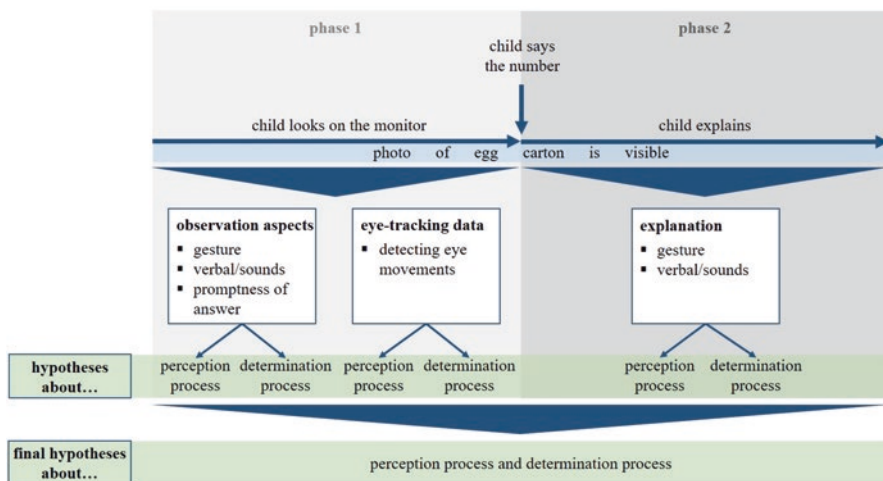 phase 1
phase 2
child says
the number
child looks on the monitor
child explains
photo of egg carton is visible
observation aspects
▪ gesture
▪ verbal/sounds
▪ promptness of
answer
eye-tracking data
▪ detecting eye
movements
explanation
▪ gesture
▪ verbal/sounds
hypotheses
about…
perception
process
determination
process
perception
process
determination
process
perception
process
determination
process
final hypotheses
about…
perception process and determination process